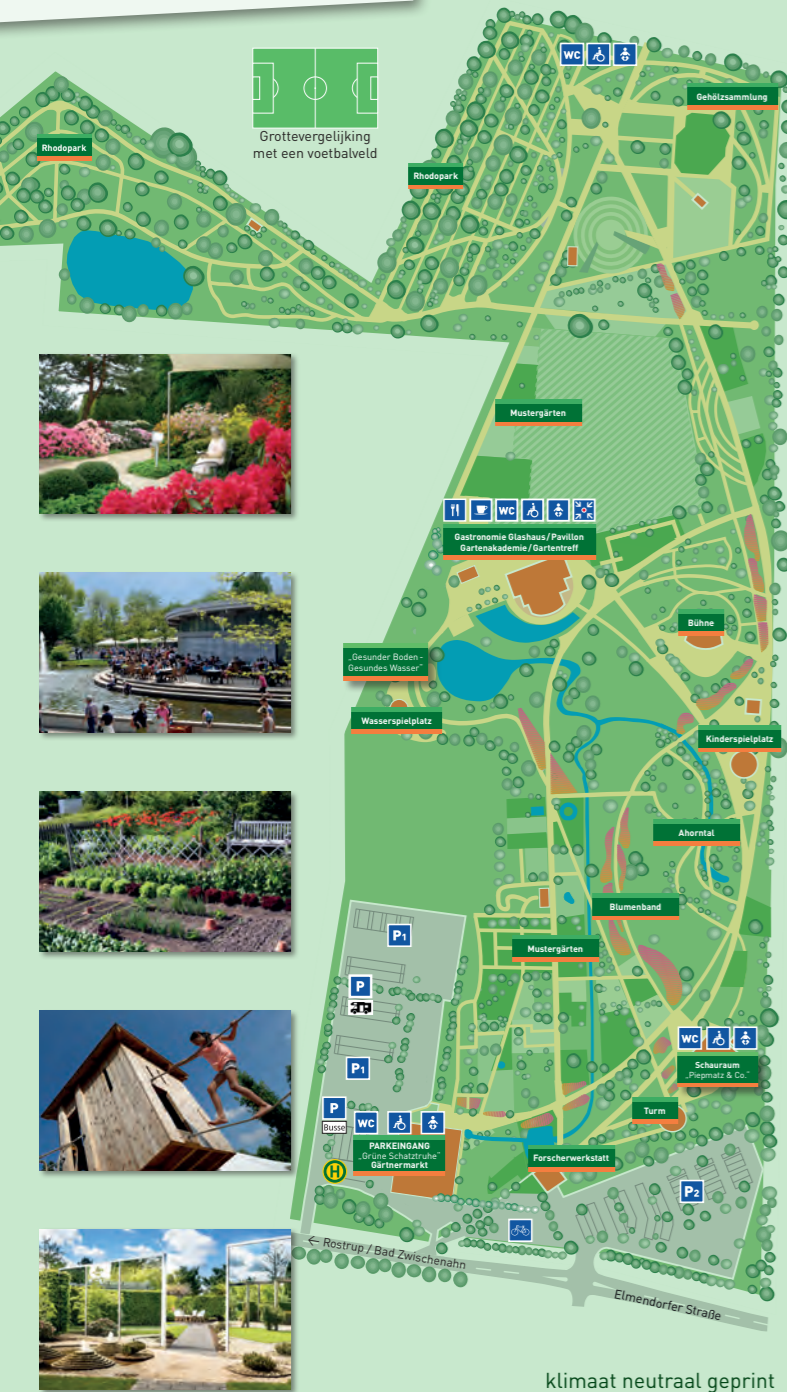 WC
Gehölzsammlung
Grottevergelijking
met een voetbalveld
Rhodopark
Rhodopark
Mustergärten
WC
Gastronomie Glashaus / Pavillon
Gartenakademie / Gartentreff
Bühne
„Gesunder Boden -
Gesundes Wasser"
Wasserspielplatz
Kinderspielplatz
Ahorntal
Blumenband
P1
Mustergärten
P
P1
WC
Schauraum
„Piepmatz & Co."
P
Busse
WC
Turm
PARKEINGANG
„Grüne Schatztruhe"
Gärtnermarkt
Forscherwerkstatt
H
P2
← Rostrup / Bad Zwischenahn
Elmendorfer Straße
klimaat neutraal geprint